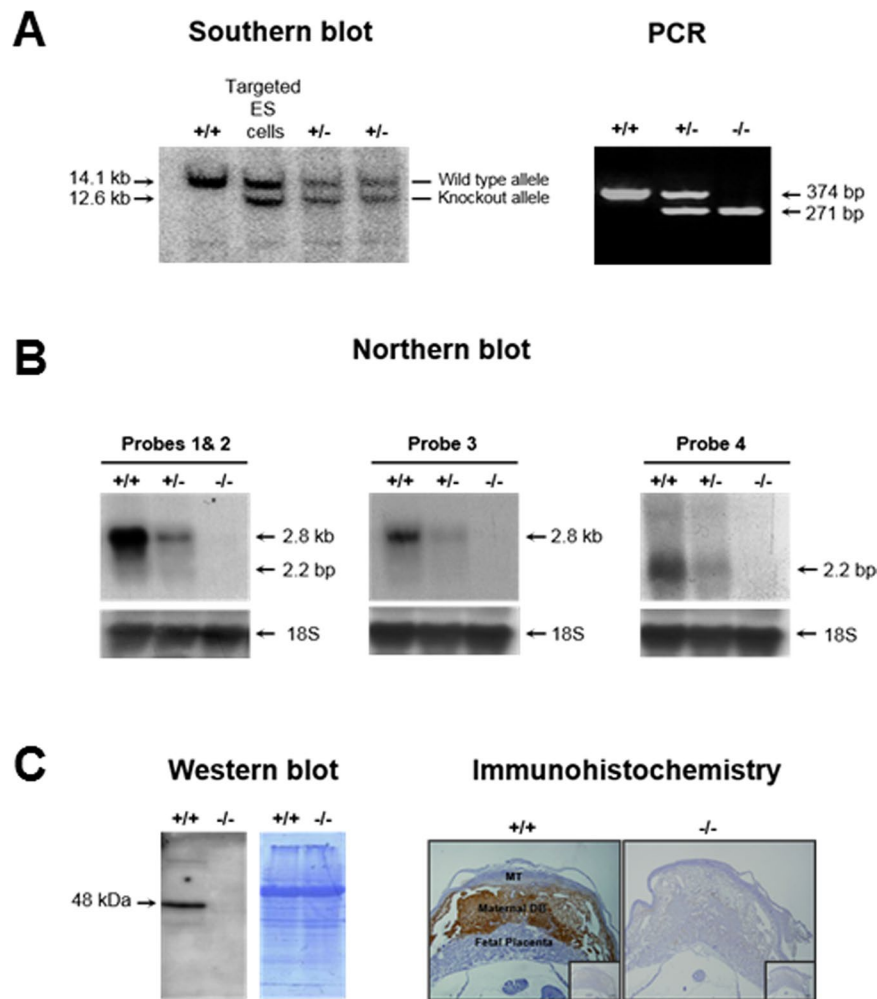 A
Southern blot
PCR
Targeted
ES
cells
+/+ +/- +/-
14.1 kb → — Wild type allele
12.6 kb → — Knockout allele
+/+ +/- -/-
← 374 bp
← 271 bp
B
Northern blot
Probes 1& 2
+/+ +/- -/-
← 2.8 kb
← 2.2 bp
← 18S
Probe 3
+/+ +/- -/-
← 2.8 kb
← 18S
Probe 4
+/+ +/- -/-
← 2.2 bp
← 18S
C
Western blot
+/+ -/- +/+ -/-
48 kDa →
Immunohistochemistry
+/+ -/-
MT
Maternal DB
Fetal Placenta